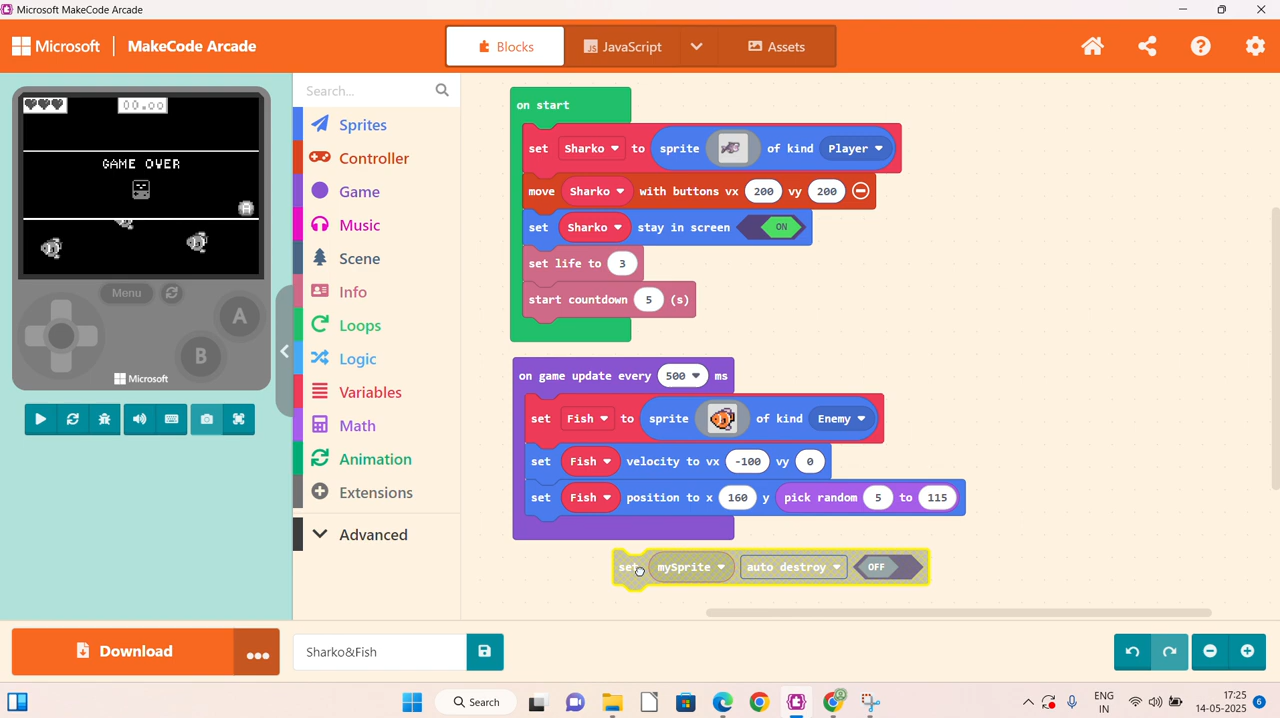 Microsoft MakeCode Arcade
Microsoft | MakeCode Arcade
Blocks
JS JavaScript
Assets
00.00
GAME OVER
A
Menu
A
B
Microsoft
Search...
Sprites
Controller
Game
Music
Scene
Info
Loops
Logic
Variables
Math
Animation
Extensions
Advanced
on start
set Sharko to sprite of kind Player
move Sharko with buttons vx 200 vy 200
set Sharko stay in screen ON
set life to 3
start countdown 5 (s)
on game update every 500 ms
set Fish to sprite of kind Enemy
set Fish velocity to vx -100 vy 0
set Fish position to x 160 y pick random 5 to 115
set mySprite auto destroy OFF
Download
Sharko&Fish
Search
ENG
IN
17:25
14-05-2025
6